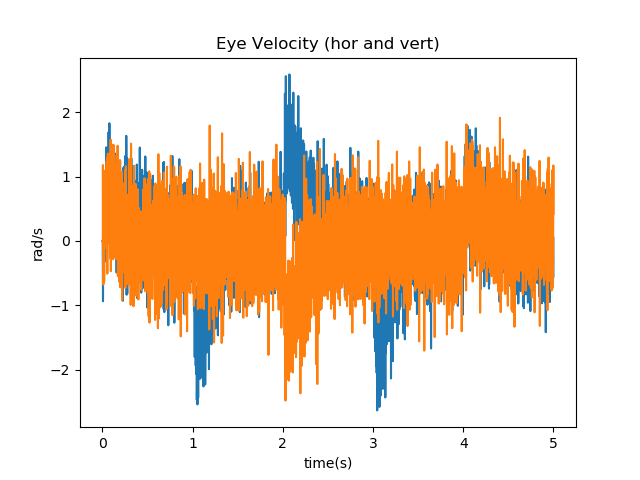 Eye Velocity (hor and vert)
rad/s
2
1
0
−1
−2
0 1 2 3 4 5
time(s)